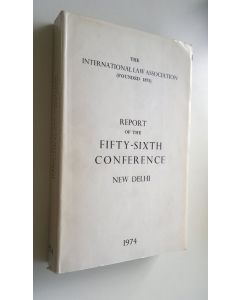 THE
INTERNATIONAL LAW ASSOCIATION
(FOUNDED 1873)
REPORT
OF THE
FIFTY-SIXTH
CONFERENCE
NEW DELHI
1974